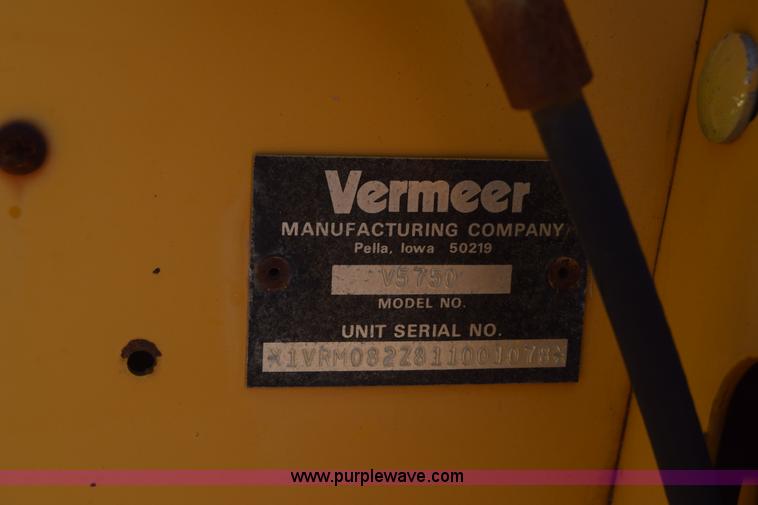 Vermeer
MANUFACTURING COMPANY
Pella, Iowa 50219
V5750
MODEL NO.
UNIT SERIAL NO.
*1VRM082Z811001078*
www.purplewave.com